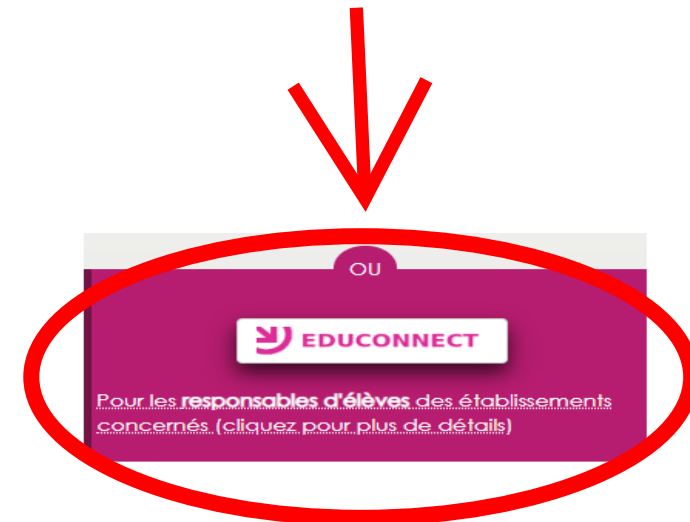 OU
EDUCONNECT
Pour les responsables d'élèves des établissements
concernés (cliquez pour plus de détails)